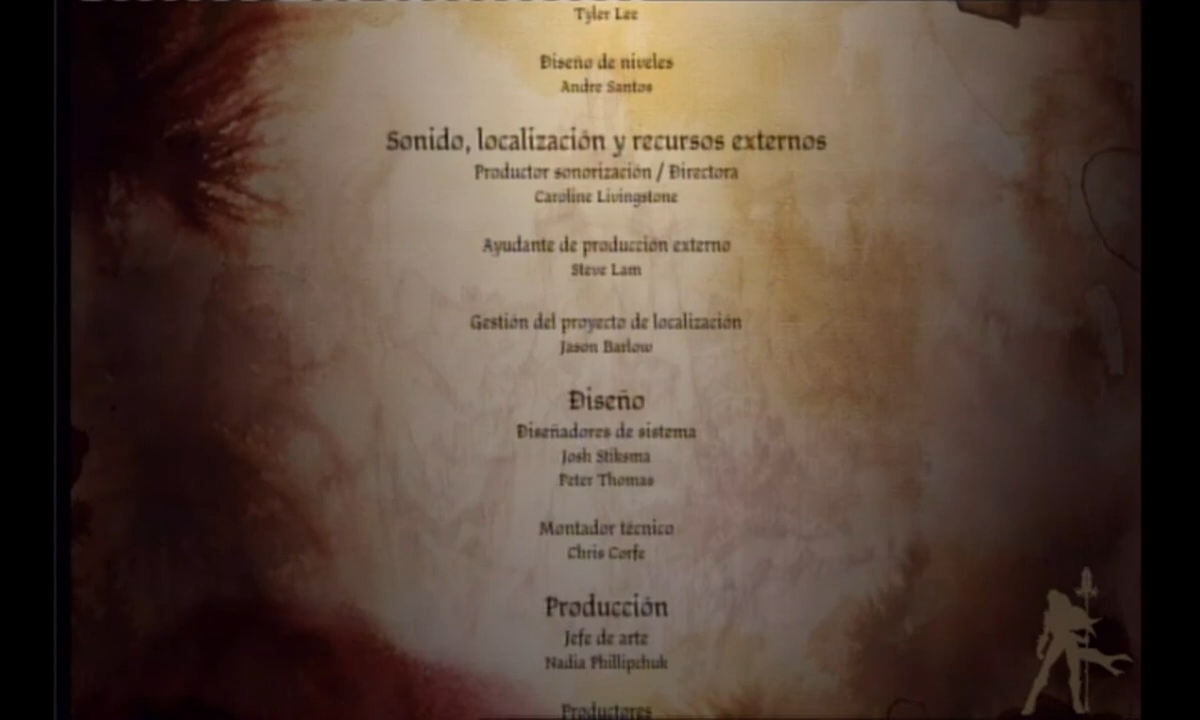 Tyler Lee
Diseño de niveles
Andre Santos
Sonido, localización y recursos externos
Productor sonorización / Directora
Caroline Livingstone
Ayudante de producción externo
Steve Lam
Gestión del proyecto de localización
Jason Barlow
Diseño
Diseñadores de sistema
Josh Stiksma
Peter Thomas
Montador técnico
Chris Corfe
Producción
Jefe de arte
Nadia Phillipchuk
Productores